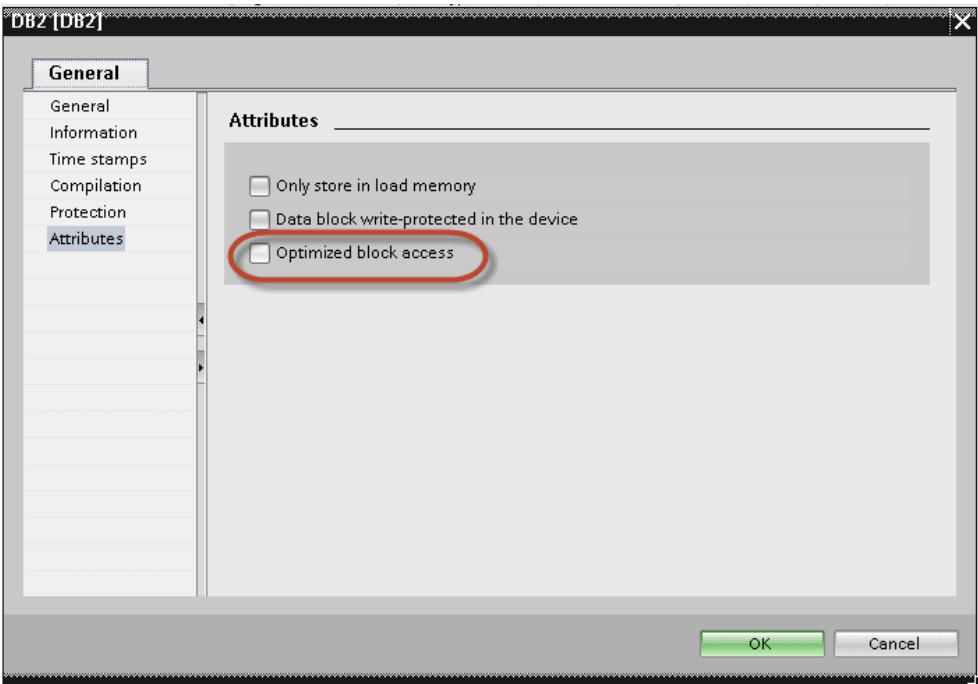 DB2 [DB2]
General
General
Information
Time stamps
Compilation
Protection
Attributes
Attributes
Only store in load memory
Data block write-protected in the device
Optimized block access
OK
Cancel